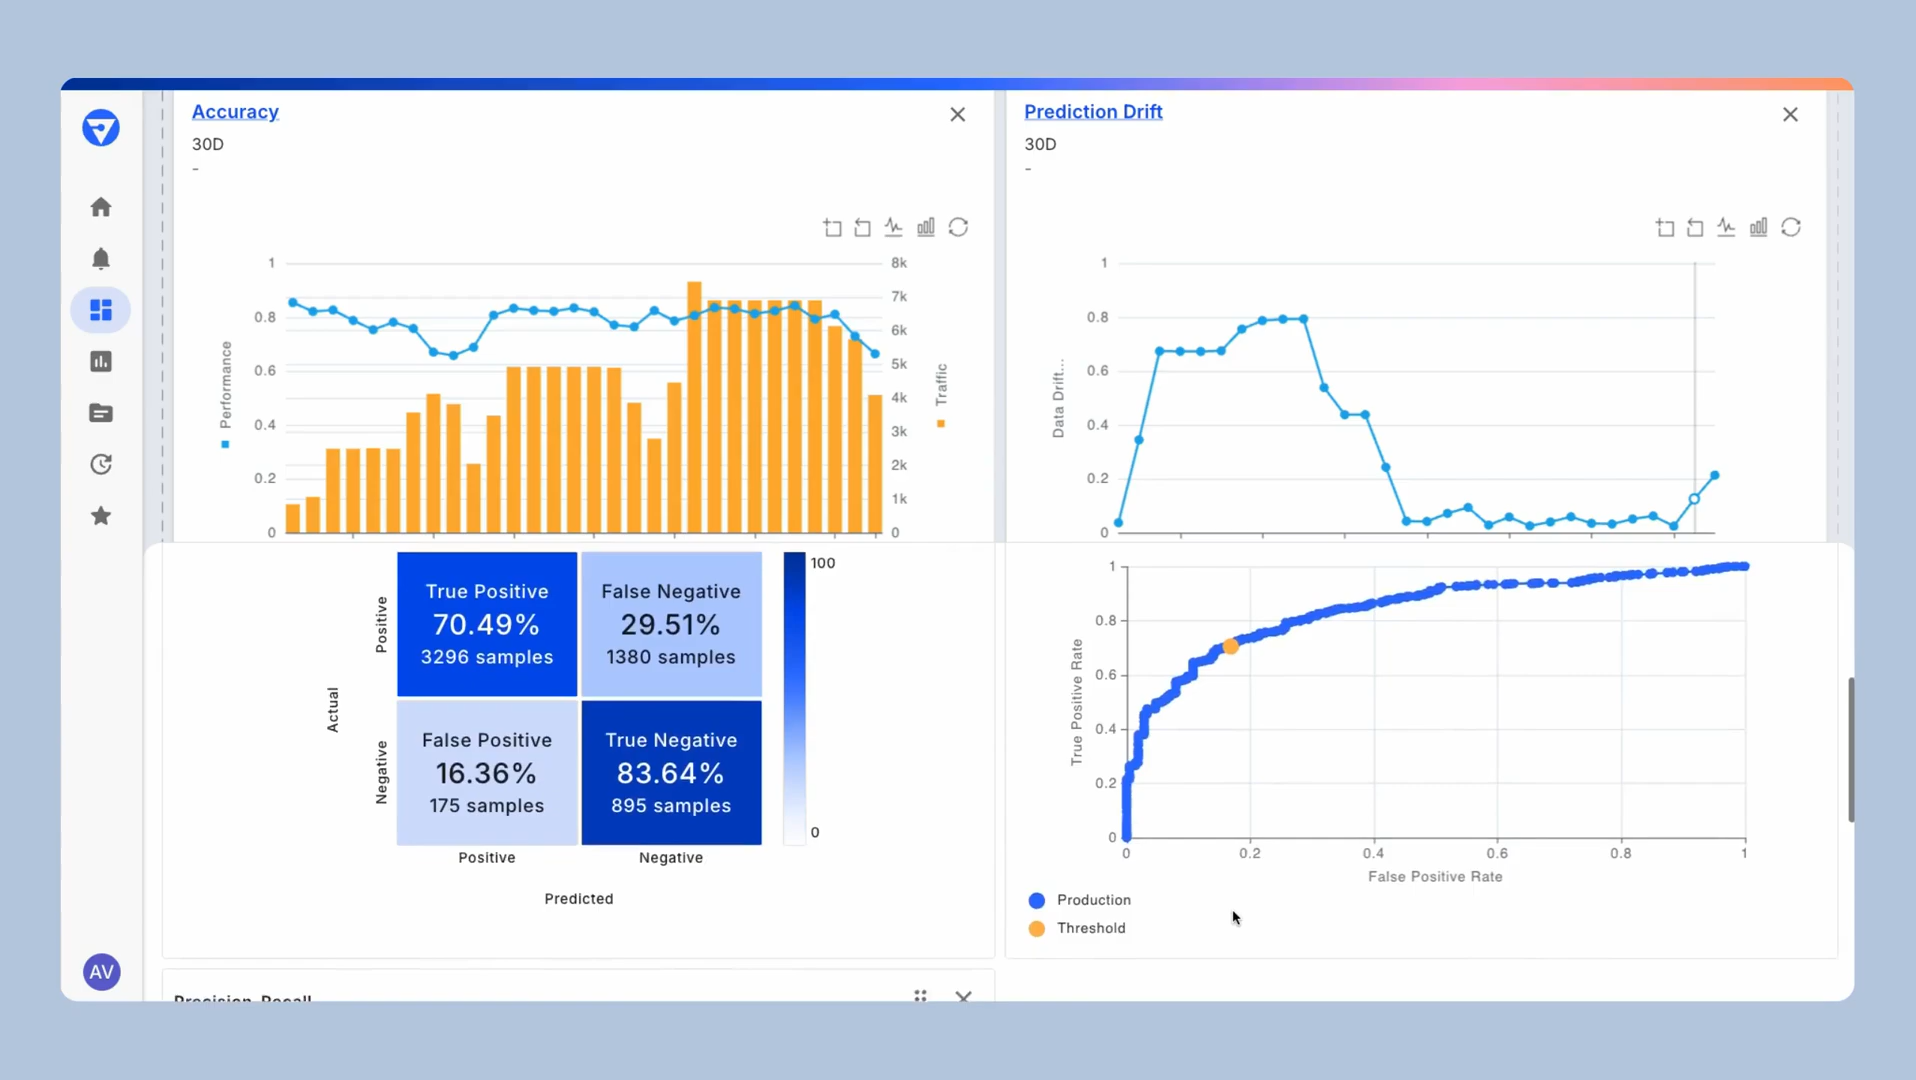 Accuracy
30D
-
1
0.8
0.6
0.4
0.2
0
Performance
8k
7k
6k
5k
4k
3k
2k
1k
0
Traffic
Prediction Drift
30D
-
1
0.8
0.6
0.4
0.2
0
Data Drift...
Actual
Positive
Negative
True Positive
70.49%
3296 samples
False Negative
29.51%
1380 samples
False Positive
16.36%
175 samples
True Negative
83.64%
895 samples
Positive
Negative
Predicted
100
0
1
0.8
0.6
0.4
0.2
0
True Positive Rate
0
0.2
0.4
0.6
0.8
1
False Positive Rate
Production
Threshold
AV
Precision-Recall